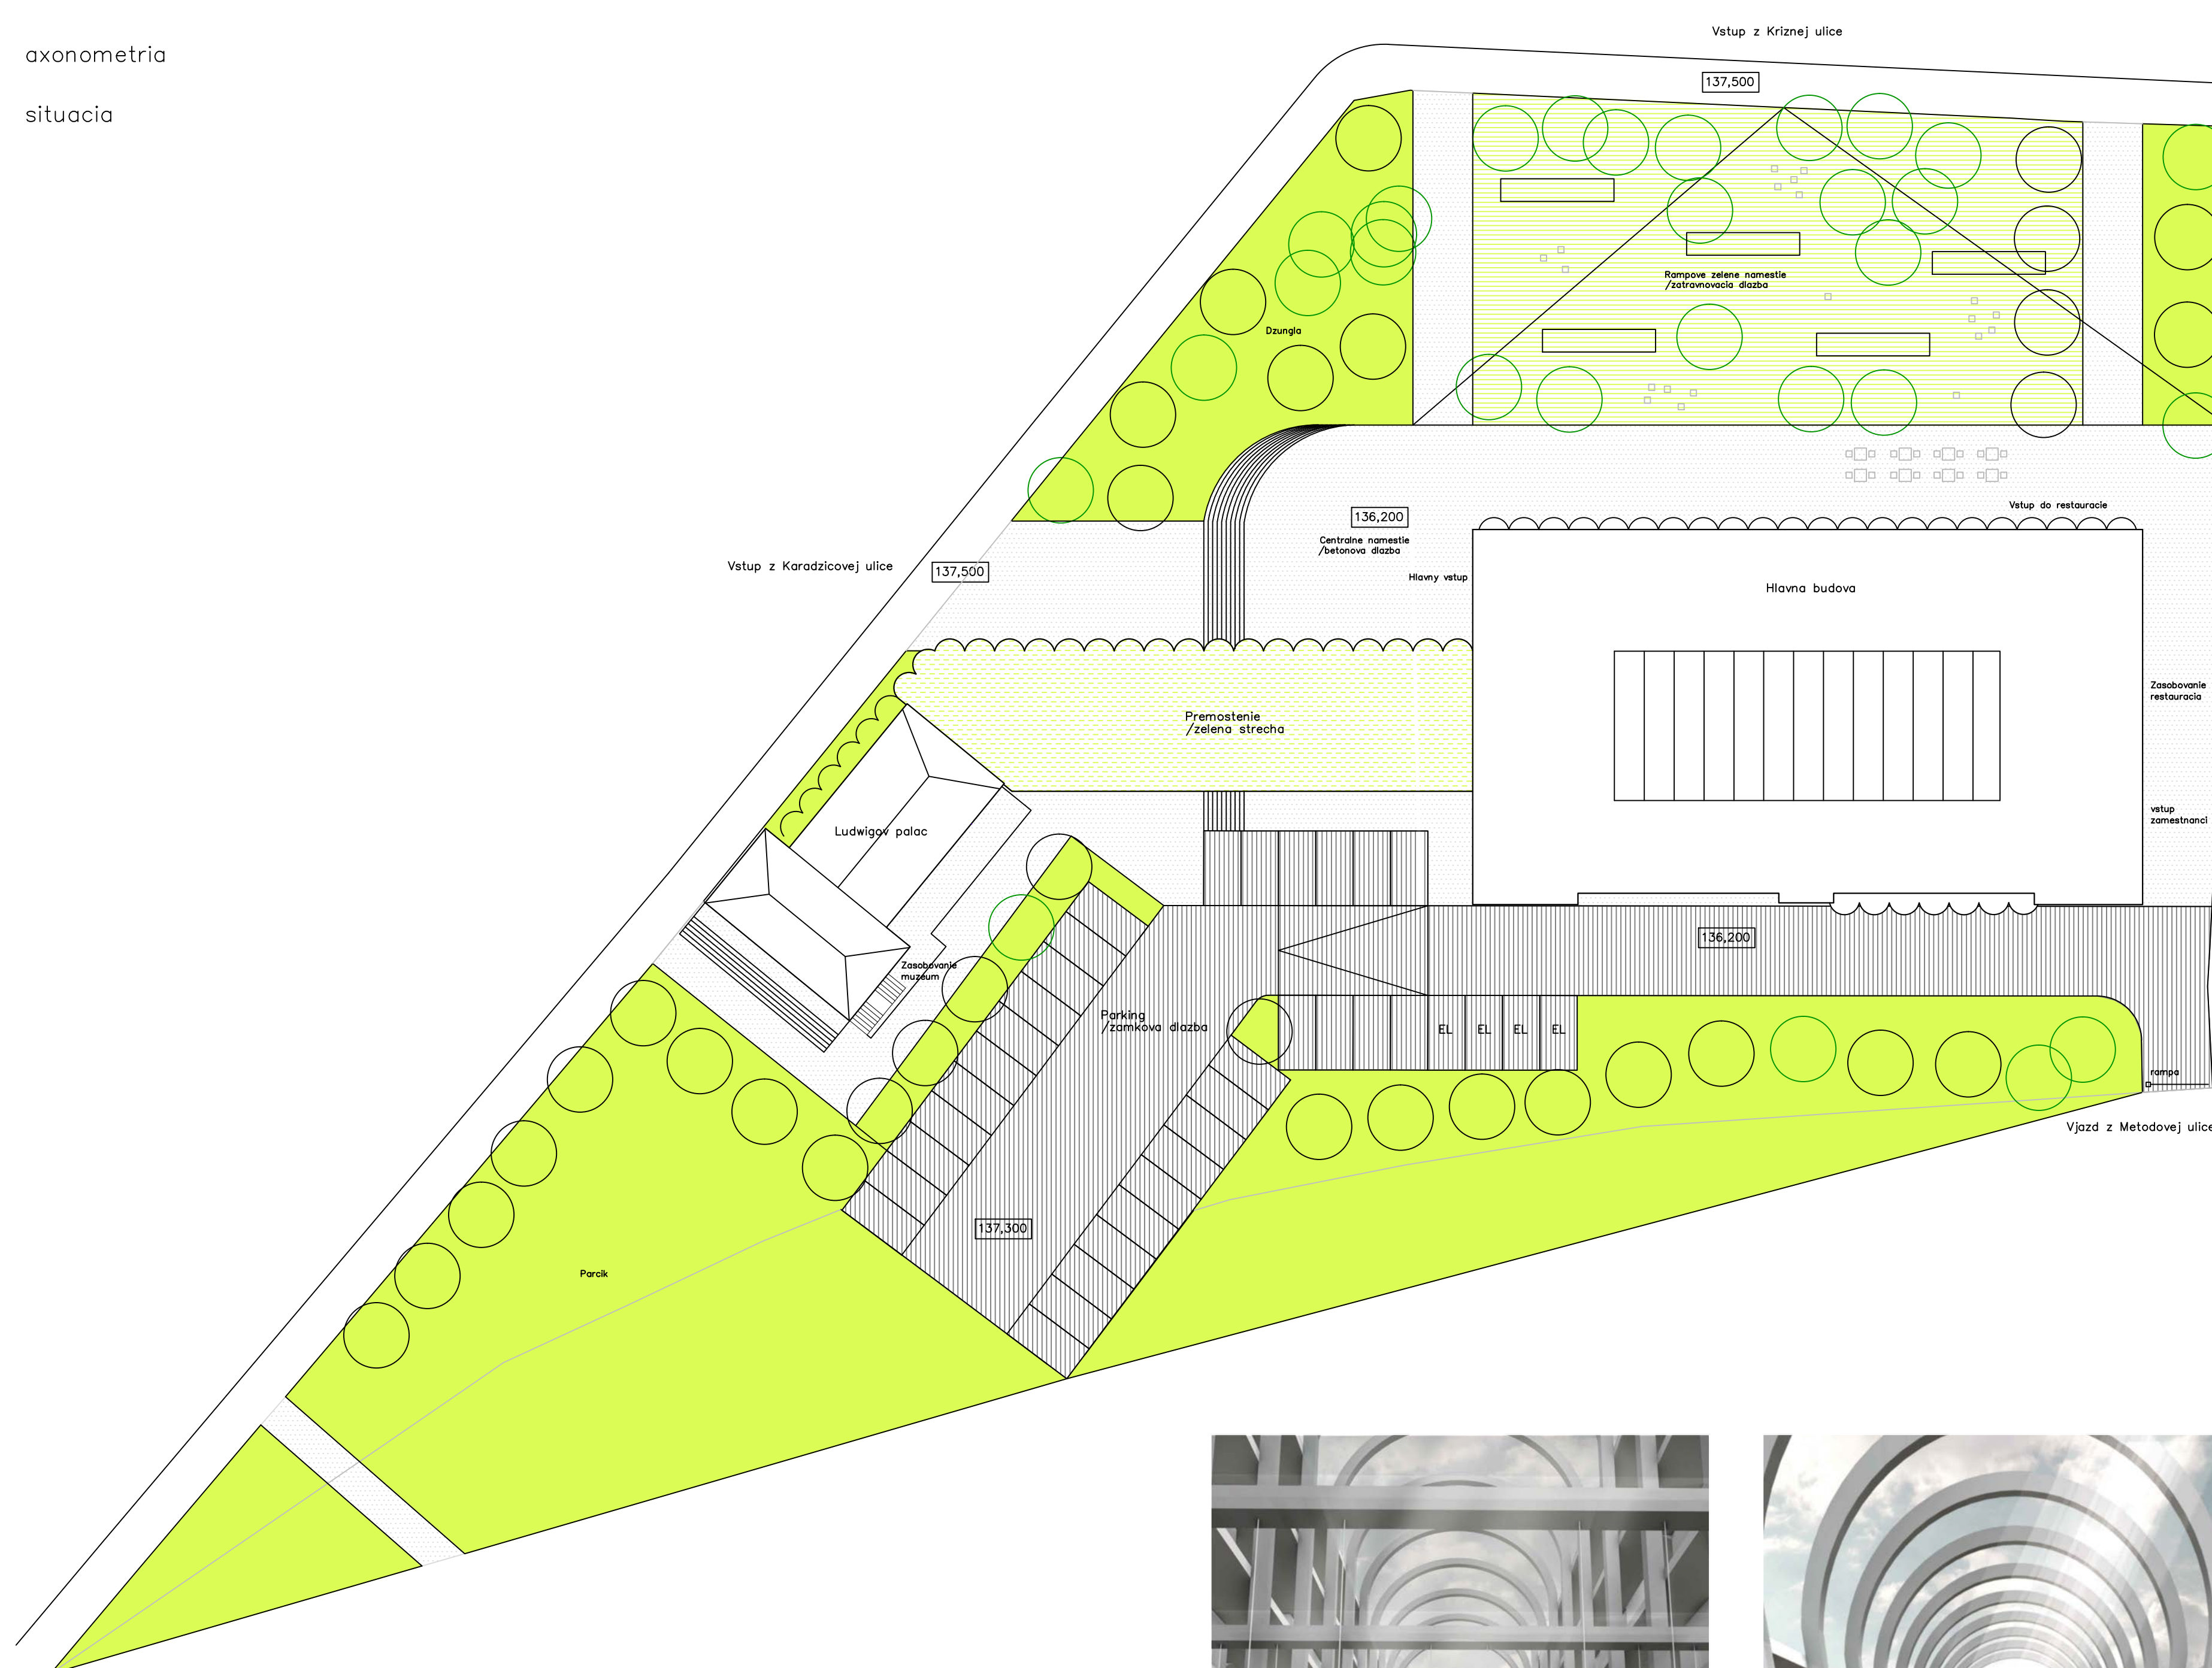 axonometria
situacia
Vstup z Kriznej ulice
137,500
Rampove zelene namestie
/zatravnovacia dlazba
Dzungla
Vstup do restauracie
136,200
Centralne namestie
/betonova dlazba
Hlavny vstup
Vstup z Karadzicovej ulice
137,500
Hlavna budova
Zasobovanie
restauracia
Premostenie
/zelena strecha
vstup
zamestnanci
Ludwigov palac
136,200
Zasobovanie
muzeum
Parking
/zamkova dlazba
EL EL EL EL
rampa
Vjazd z Metodovej ulice
137,300
Parcik